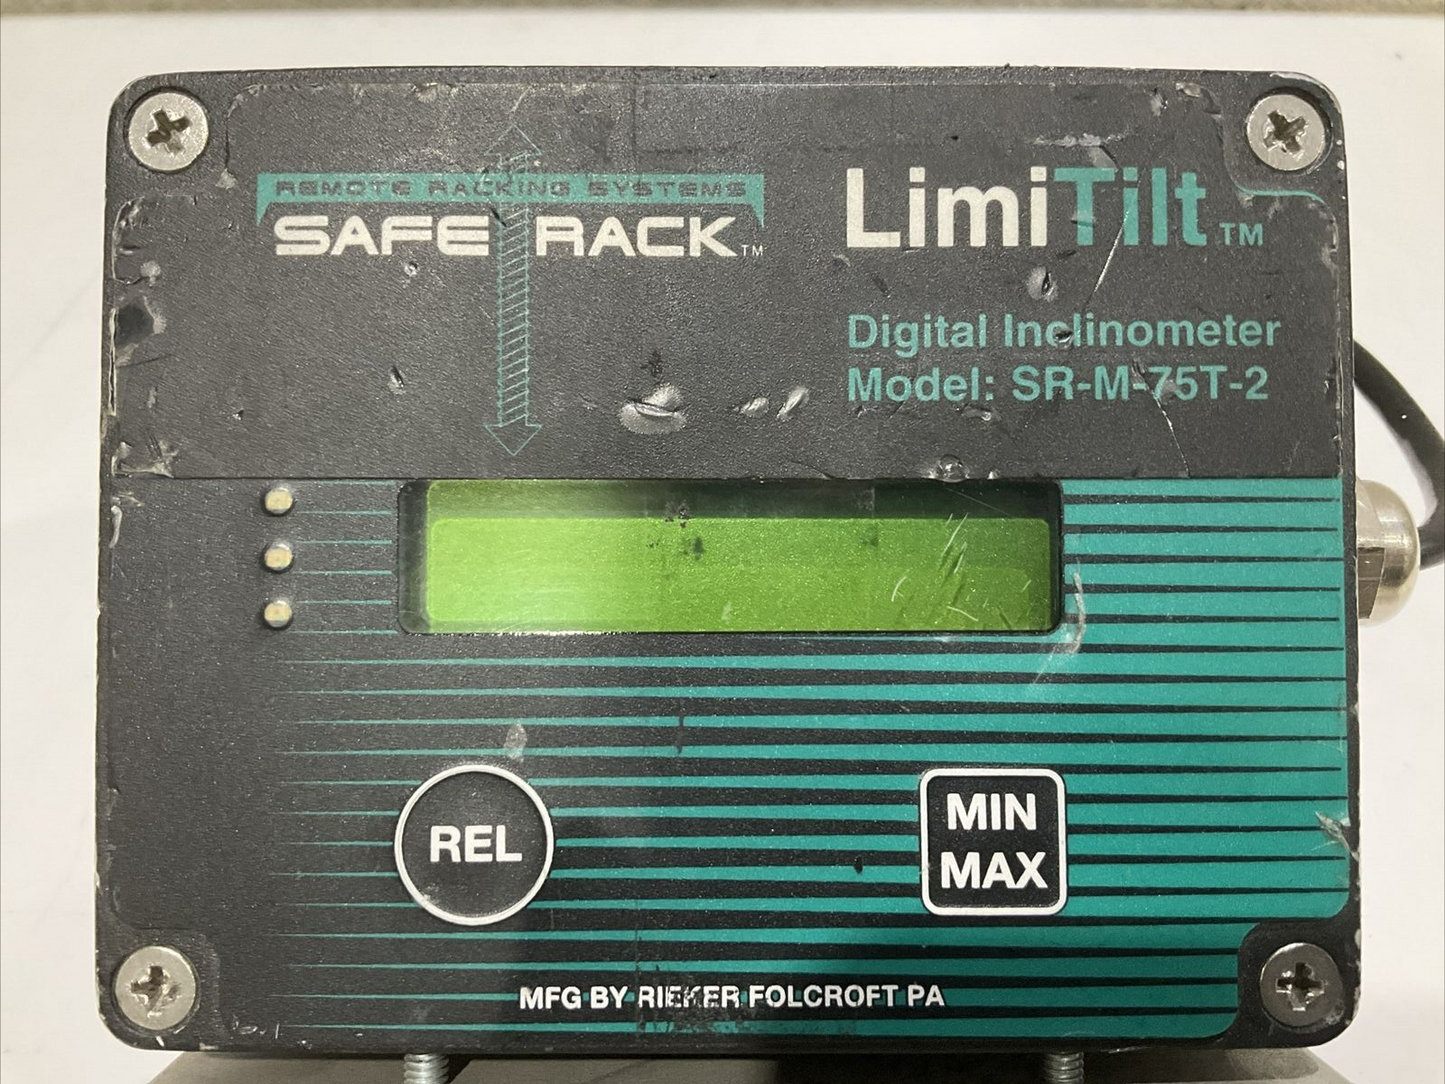 REMOTE RACKING SYSTEMS
SAFE RACK™
LimiTilt™
Digital Inclinometer
Model: SR-M-75T-2
REL
MIN
MAX
MFG BY RIEKER FOLCROFT PA